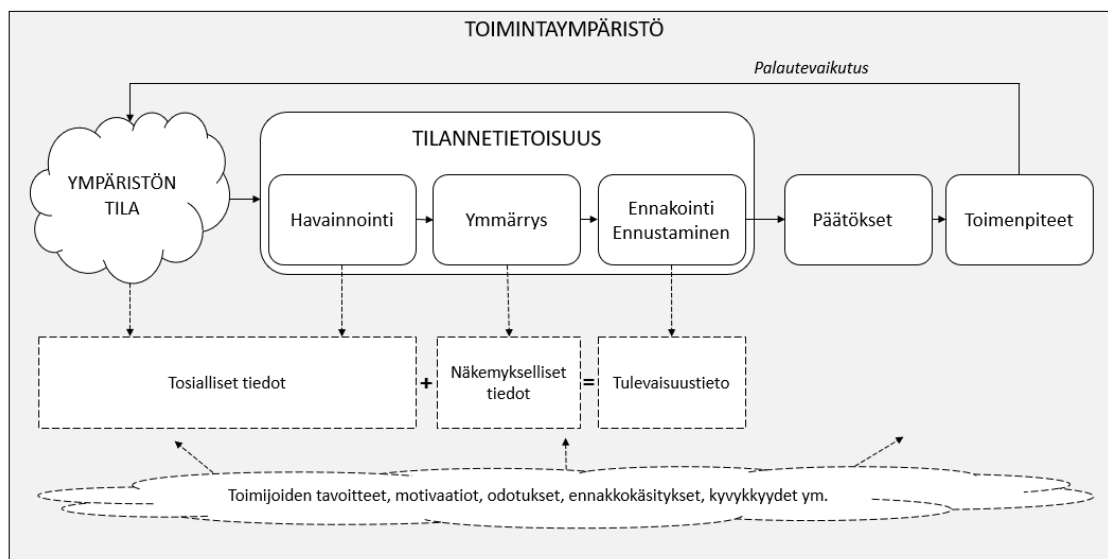 TOIMINTAYMPÄRISTÖ
Palautevaikutus
YMPÄRISTÖN
TILA
TILANNETIETOISUUS
Havainnointi
Ymmärrys
Ennakointi
Ennustaminen
Päätökset
Toimenpiteet
Tosialliset tiedot
+
Näkemykselliset
tiedot
=
Tulevaisuustieto
Toimijoiden tavoitteet, motivaatiot, odotukset, ennakkokäsitykset, kyvykkyydet ym.